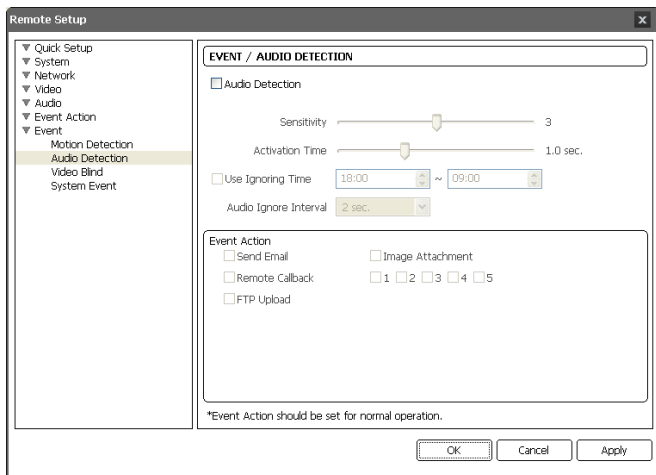 Remote Setup
Quick Setup
System
Network
Video
Audio
Event Action
Event
Motion Detection
Audio Detection
Video Blind
System Event
EVENT / AUDIO DETECTION
Audio Detection
Sensitivity 3
Activation Time 1.0 sec.
Use Ignoring Time 18:00 ~ 09:00
Audio Ignore Interval 2 sec.
Event Action
Send Email Image Attachment
Remote Callback 1 2 3 4 5
FTP Upload
*Event Action should be set for normal operation.
OK Cancel Apply